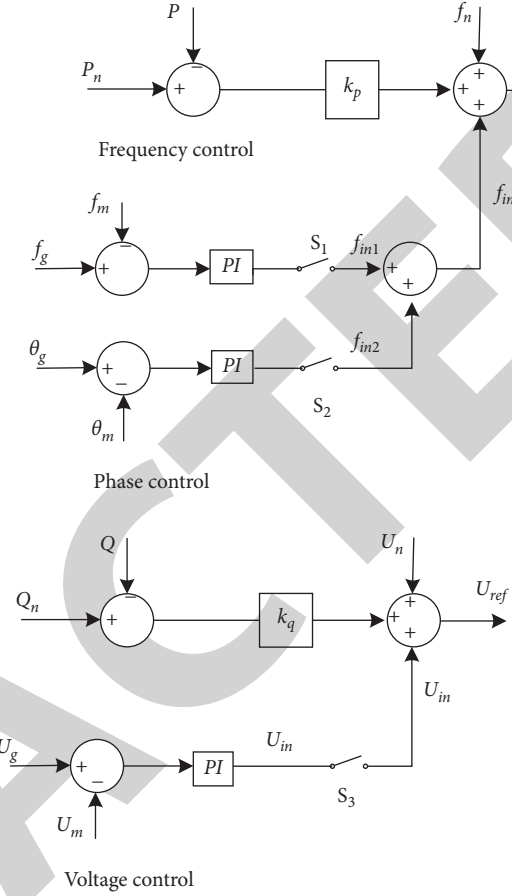 P
f_n
P_n
−
+
k_p
+
+
+
Frequency control
f_in
f_m
−
f_g
+
PI
S_1
f_in1
+
+
θ_g
+
−
PI
f_in2
S_2
θ_m
Phase control
Q
U_n
−
Q_n
+
k_q
+
+
+
U_ref
U_in
U_g
+
−
PI
U_in
S_3
U_m
Voltage control